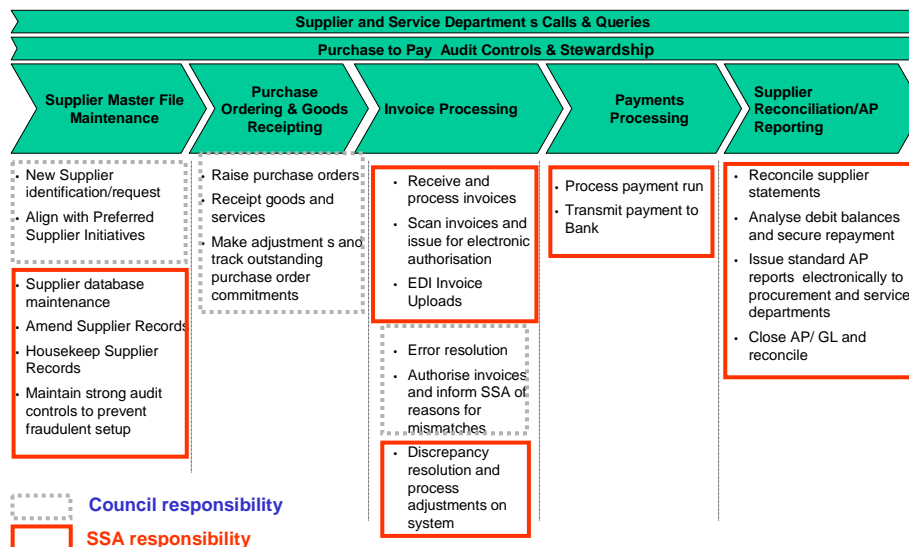 Supplier and Service Department s Calls & Queries
Purchase to Pay Audit Controls & Stewardship
Supplier Master File
Maintenance
Purchase
Ordering & Goods
Receipting
Invoice Processing
Payments
Processing
Supplier
Reconciliation/AP
Reporting
• New Supplier
identification/request
• Align with Preferred
Supplier Initiatives
• Supplier database
maintenance
• Amend Supplier Records
• Housekeep Supplier
Records
• Maintain strong audit
controls to prevent
fraudulent setup
• Raise purchase orders
• Receipt goods and
services
• Make adjustment s and
track outstanding
purchase order
commitments
• Receive and
process invoices
• Scan invoices and
issue for electronic
authorisation
• EDI Invoice
Uploads
• Error resolution
• Authorise invoices
and inform SSA of
reasons for
mismatches
• Discrepancy
resolution and
process
adjustments on
system
• Process payment run
• Transmit payment to
Bank
• Reconcile supplier
statements
• Analyse debit balances
and secure repayment
• Issue standard AP
reports electronically to
procurement and service
departments
• Close AP/ GL and
reconcile
Council responsibility
SSA responsibility